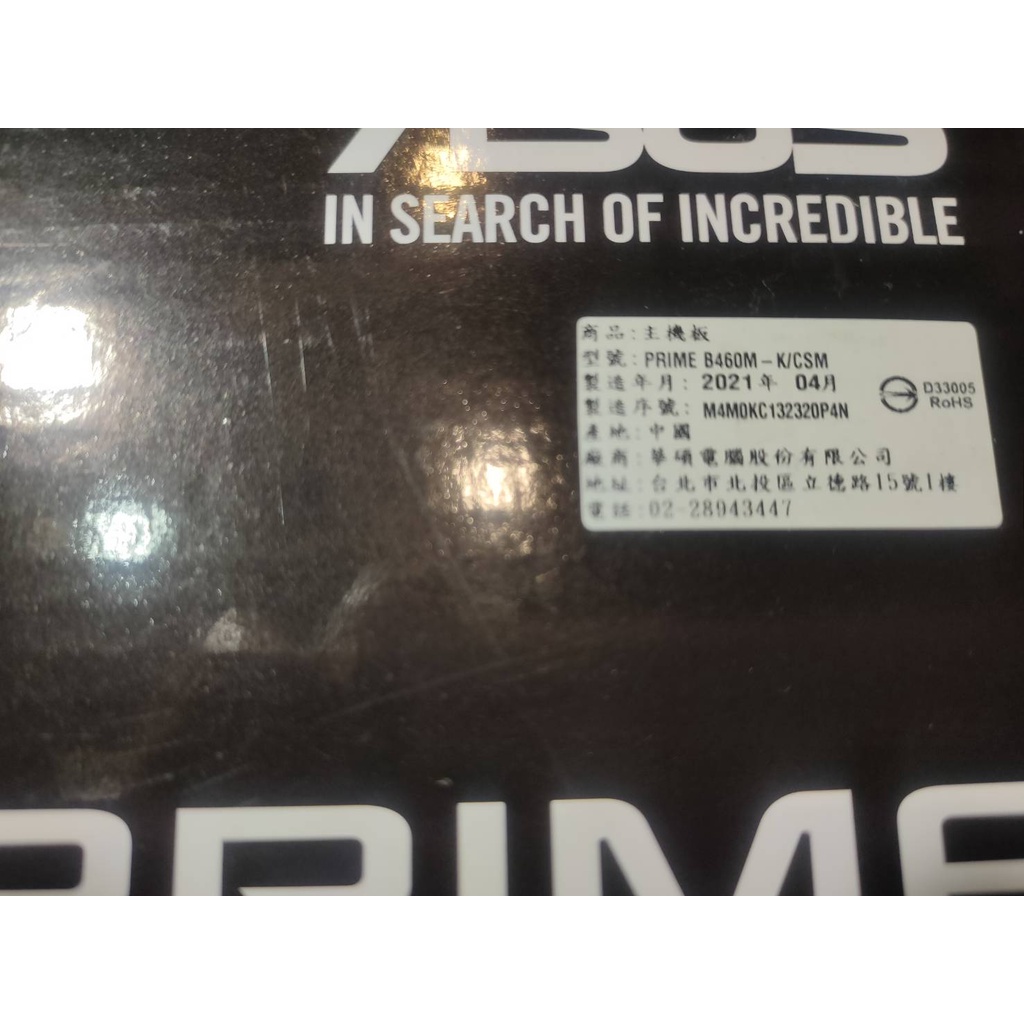 ASUS
IN SEARCH OF INCREDIBLE
商品:主機板
型號:PRIME B460M-K/CSM
製造年月:2021年 04月
製造序號:M4M0KC132320P4N
產地:中國
廠商:華碩電腦股份有限公司
地址:台北市北投區立德路15號1樓
電話:02-28943447
D33005
RoHS
PRIME